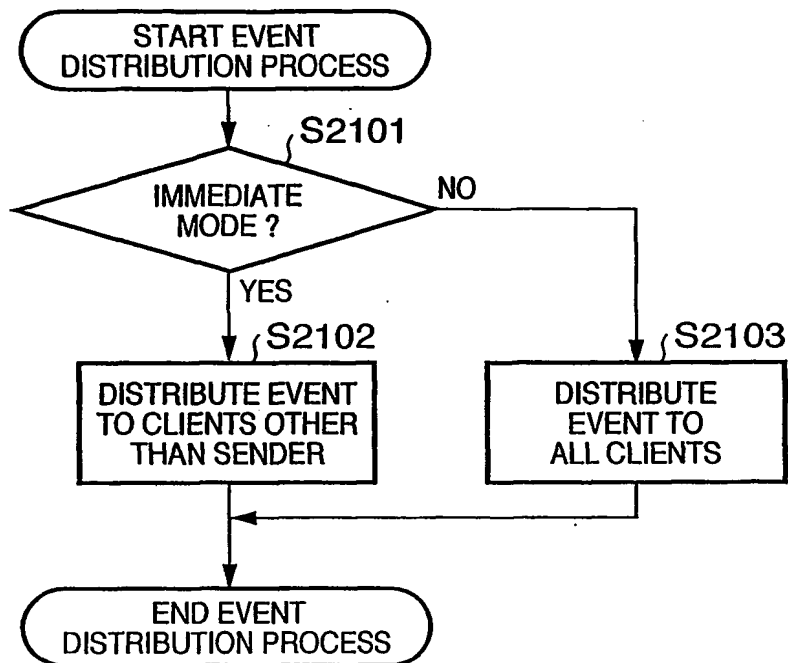 START EVENT
DISTRIBUTION PROCESS
S2101
IMMEDIATE
MODE ?
NO
YES
S2102
DISTRIBUTE EVENT
TO CLIENTS OTHER
THAN SENDER
S2103
DISTRIBUTE
EVENT TO
ALL CLIENTS
END EVENT
DISTRIBUTION PROCESS